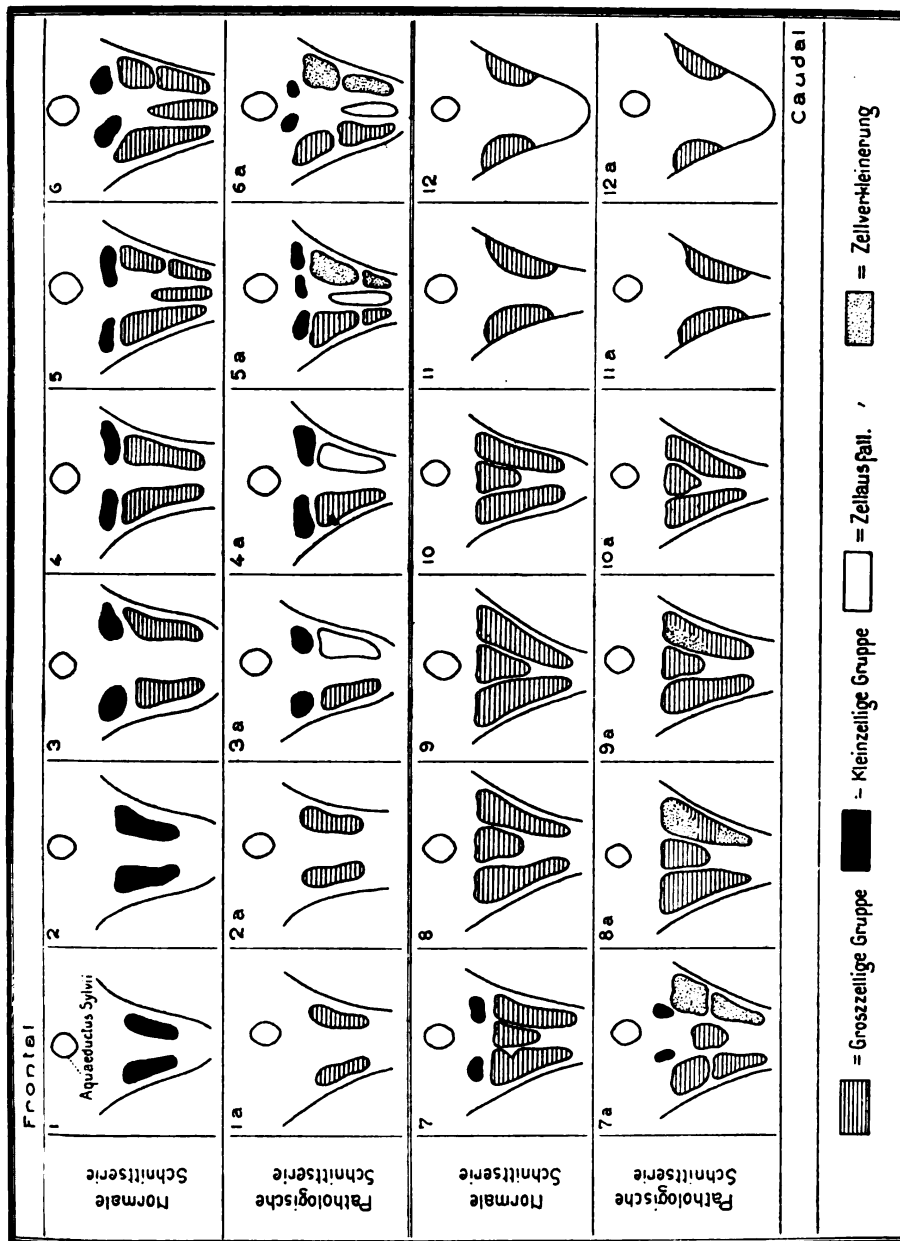 Frontal
Normale
Schnittserie
1
Aquaeductus Sylvii
2
3
4
5
6
Pathologische
Schnittserie
1a
2a
3a
4a
5a
6a
Normale
Schnittserie
7
8
9
10
11
12
Pathologische
Schnittserie
7a
8a
9a
10a
11a
12a
Caudal
= Groszzellige Gruppe
- Kleinzellige Gruppe
= Zellausfall.
= Zellverkleinerung